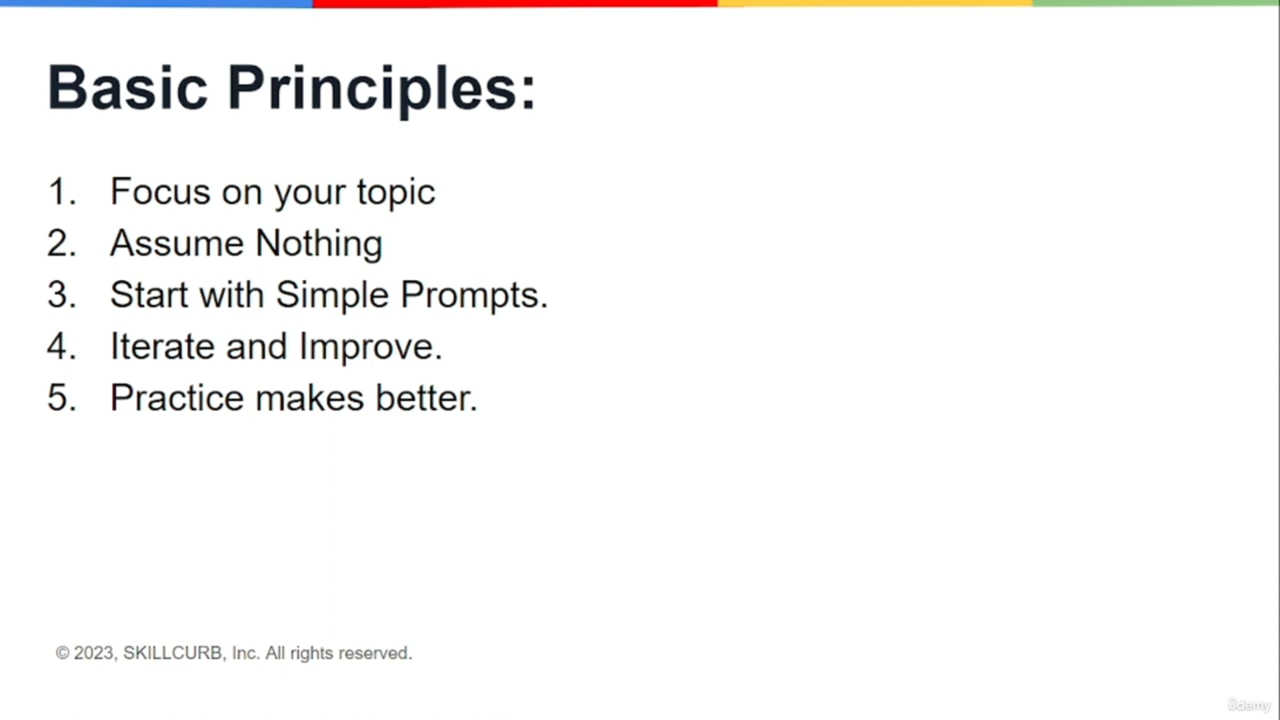 Basic Principles:
1. Focus on your topic
2. Assume Nothing
3. Start with Simple Prompts.
4. Iterate and Improve.
5. Practice makes better.
© 2023, SKILLCURB, Inc. All rights reserved.
ûdemy